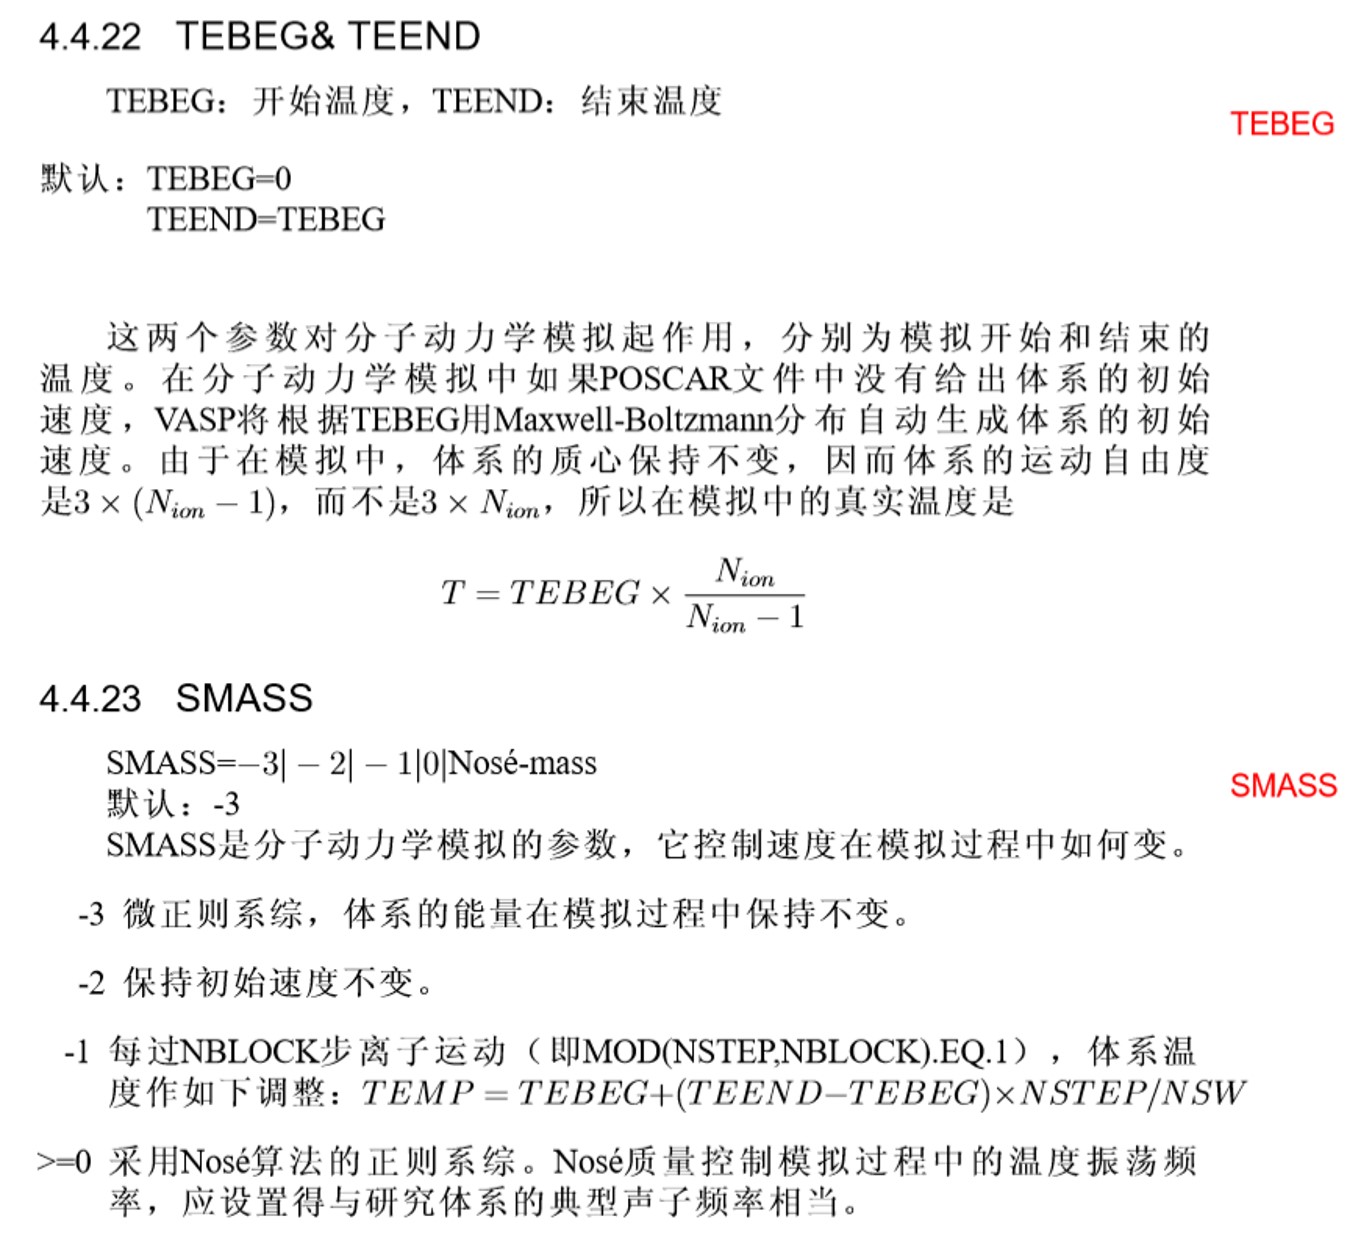 4.4.22 TEBEG& TEEND
TEBEG：开始温度，TEEND：结束温度
TEBEG
默认：TEBEG=0
TEEND=TEBEG
这两个参数对分子动力学模拟起作用，分别为模拟开始和结束的
温度。在分子动力学模拟中如果POSCAR文件中没有给出体系的初始
速度，VASP将根据TEBEG用Maxwell-Boltzmann分布自动生成体系的初始
速度。由于在模拟中，体系的质心保持不变，因而体系的运动自由度
是3 × (N_ion − 1)，而不是3 × N_ion，所以在模拟中的真实温度是
T = TEBEG × N_ion / (N_ion − 1)
4.4.23 SMASS
SMASS=−3| − 2| − 1|0|Nosé-mass
SMASS
默认：-3
SMASS是分子动力学模拟的参数，它控制速度在模拟过程中如何变。
-3 微正则系综，体系的能量在模拟过程中保持不变。
-2 保持初始速度不变。
-1 每过NBLOCK步离子运动（即MOD(NSTEP,NBLOCK).EQ.1），体系温
度作如下调整：TEMP = TEBEG+(TEEND−TEBEG)×NSTEP/NSW
>=0 采用Nosé算法的正则系综。Nosé质量控制模拟过程中的温度振荡频
率，应设置得与研究体系的典型声子频率相当。